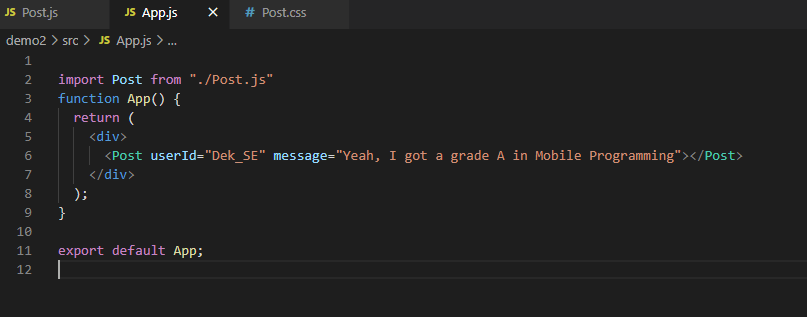 JS Post.js JS App.js × # Post.css
demo2 > src > JS App.js > ...
1
2 import Post from "./Post.js"
3 function App() {
4 return (
5 <div>
6 <Post userId="Dek_SE" message="Yeah, I got a grade A in Mobile Programming"></Post>
7 </div>
8 );
9 }
10
11 export default App;
12